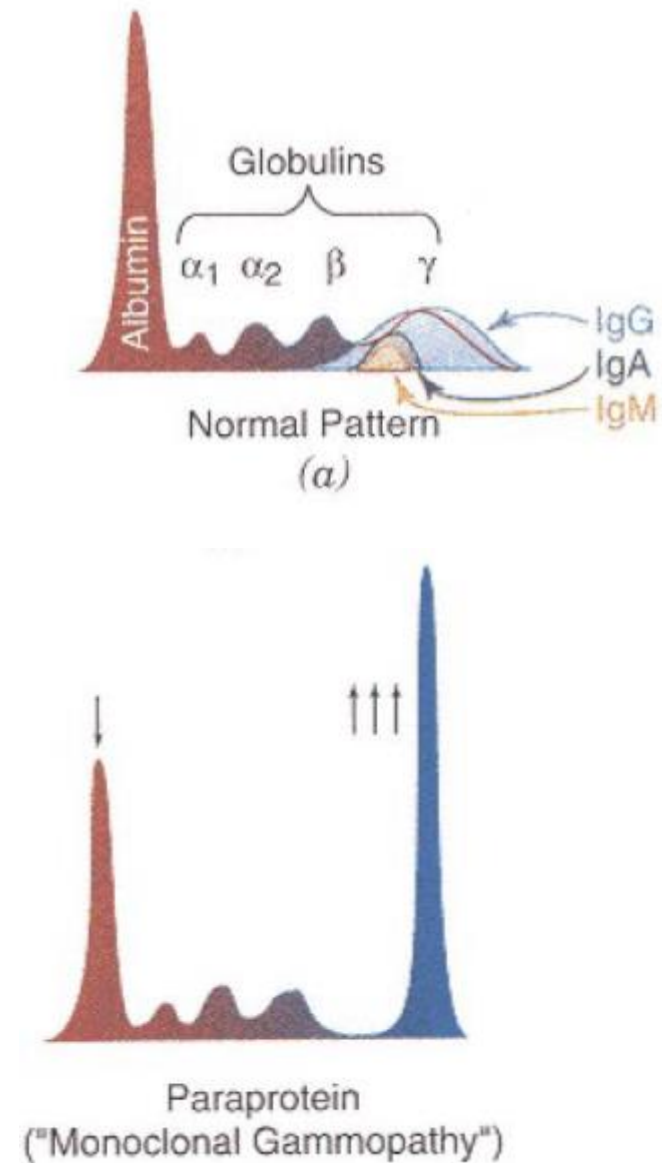 Globulins
Albumin
α1 α2 β γ
IgG
IgA
IgM
Normal Pattern
(a)
↓ ↑↑↑
Paraprotein
("Monoclonal Gammopathy")